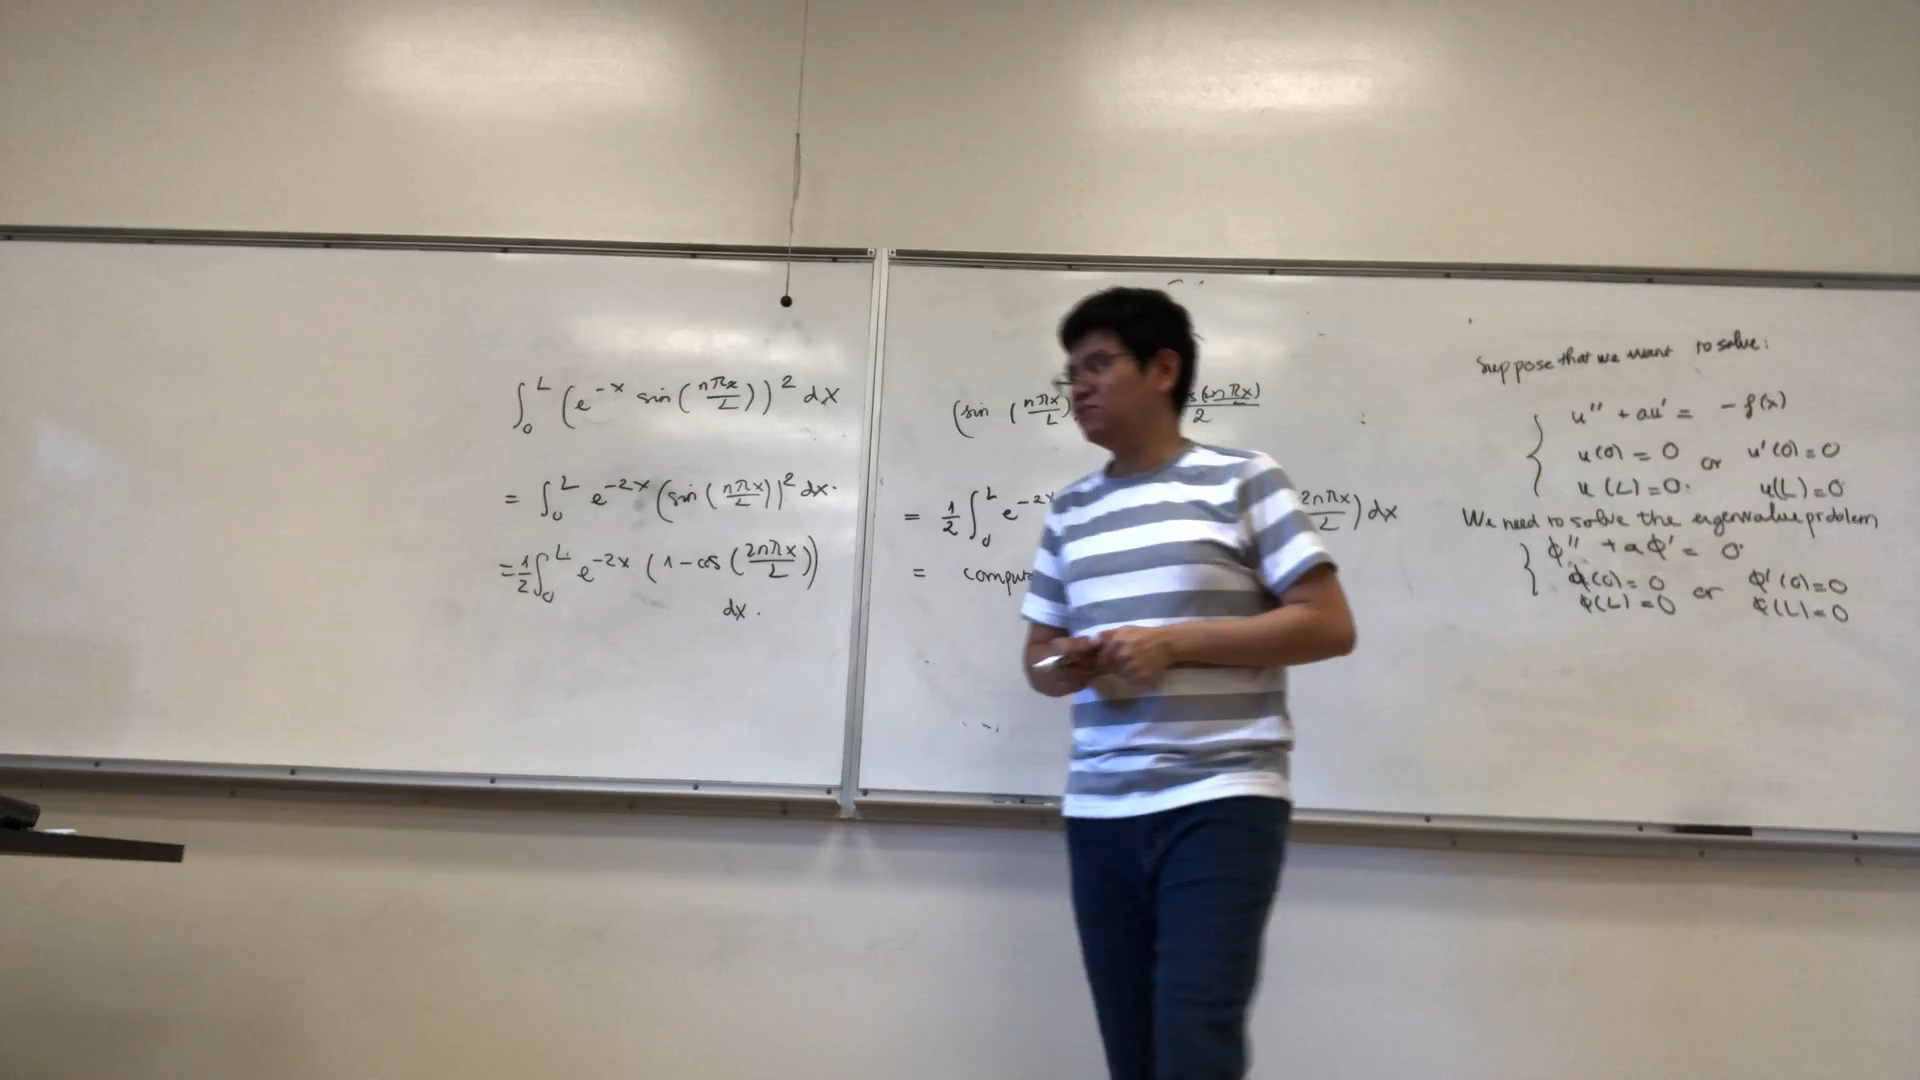 ∫₀ᴸ (e^{-x} sin(nπx/L))² dx
= ∫₀ᴸ e^{-2x} (sin(nπx/L))² dx.
= 1/2 ∫₀ᴸ e^{-2x} (1 - cos(2nπx/L))
dx.
(sin (nπx/L)
2
= 1/2 ∫₀ᴸ e^{-2x} 2nπx/L) dx
=
Suppose that we want to solve:
u'' + au' = -f(x)
u(0) = 0 or u'(0) = 0
u(L) = 0. u(L) = 0
We need to solve the eigenvalue problem
ϕ'' + aϕ' = 0
ϕ(0) = 0 or ϕ'(0) = 0
ϕ(L) = 0 ϕ(L) = 0